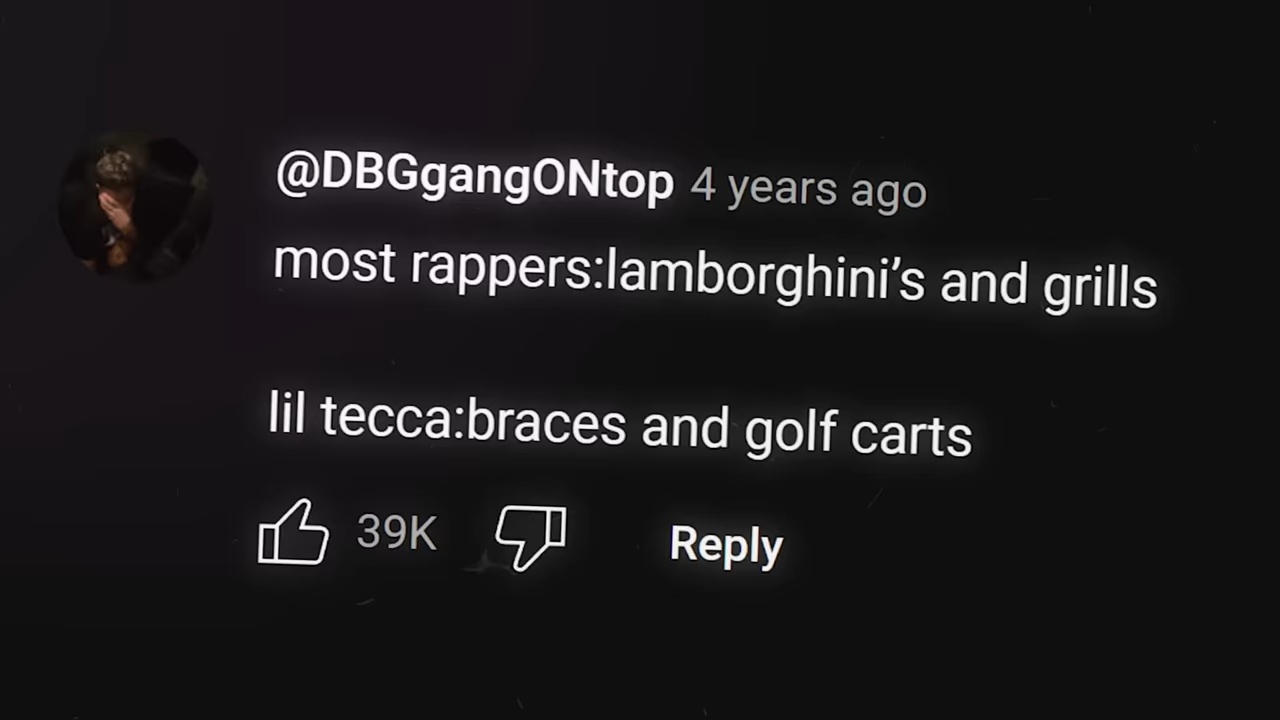 @DBGgangONtop 4 years ago
most rappers:lamborghini’s and grills
lil tecca:braces and golf carts
39K Reply